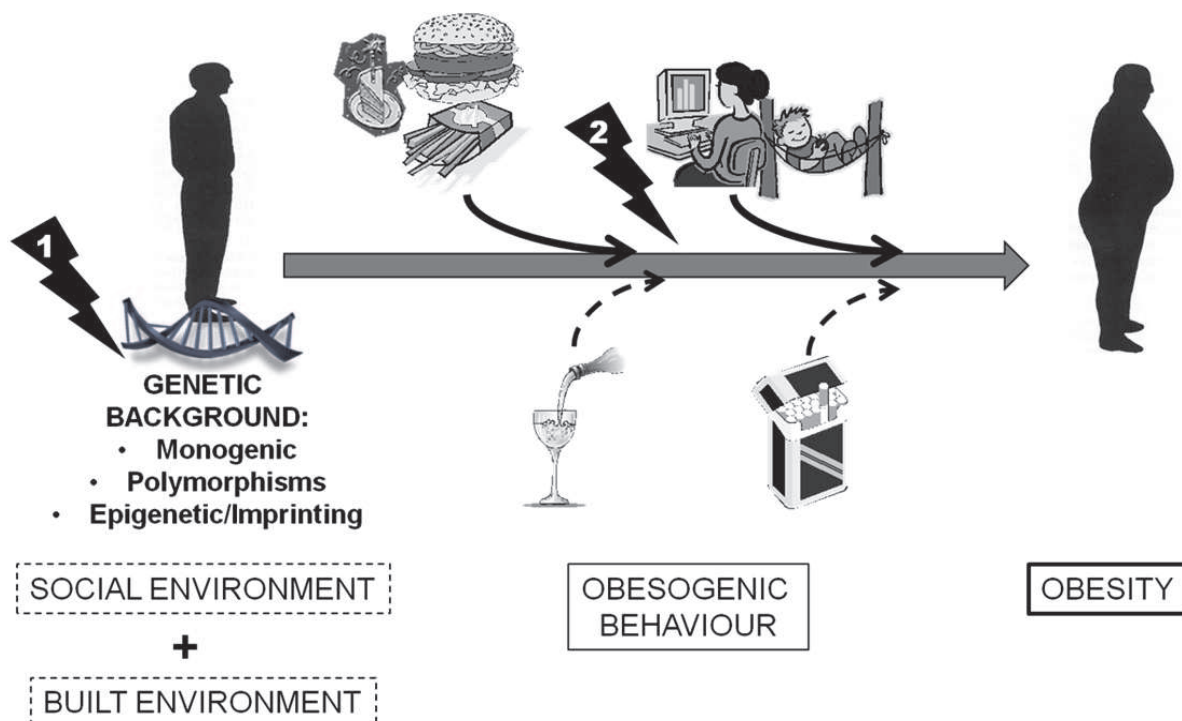 2
1
GENETIC
BACKGROUND:
• Monogenic
• Polymorphisms
• Epigenetic/Imprinting
SOCIAL ENVIRONMENT
+
BUILT ENVIRONMENT
OBESOGENIC
BEHAVIOUR
OBESITY